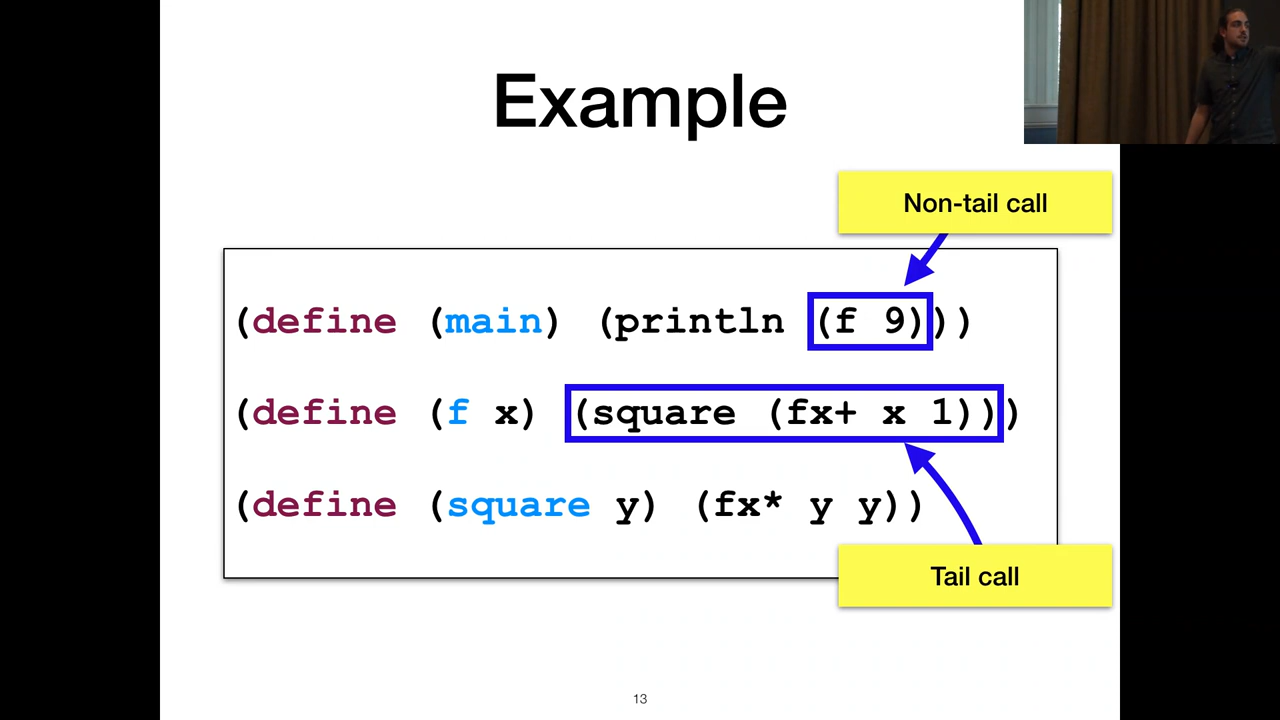 Example
Non-tail call
(define (main) (println (f 9)))
(define (f x) (square (fx+ x 1)))
(define (square y) (fx* y y))
Tail call
13